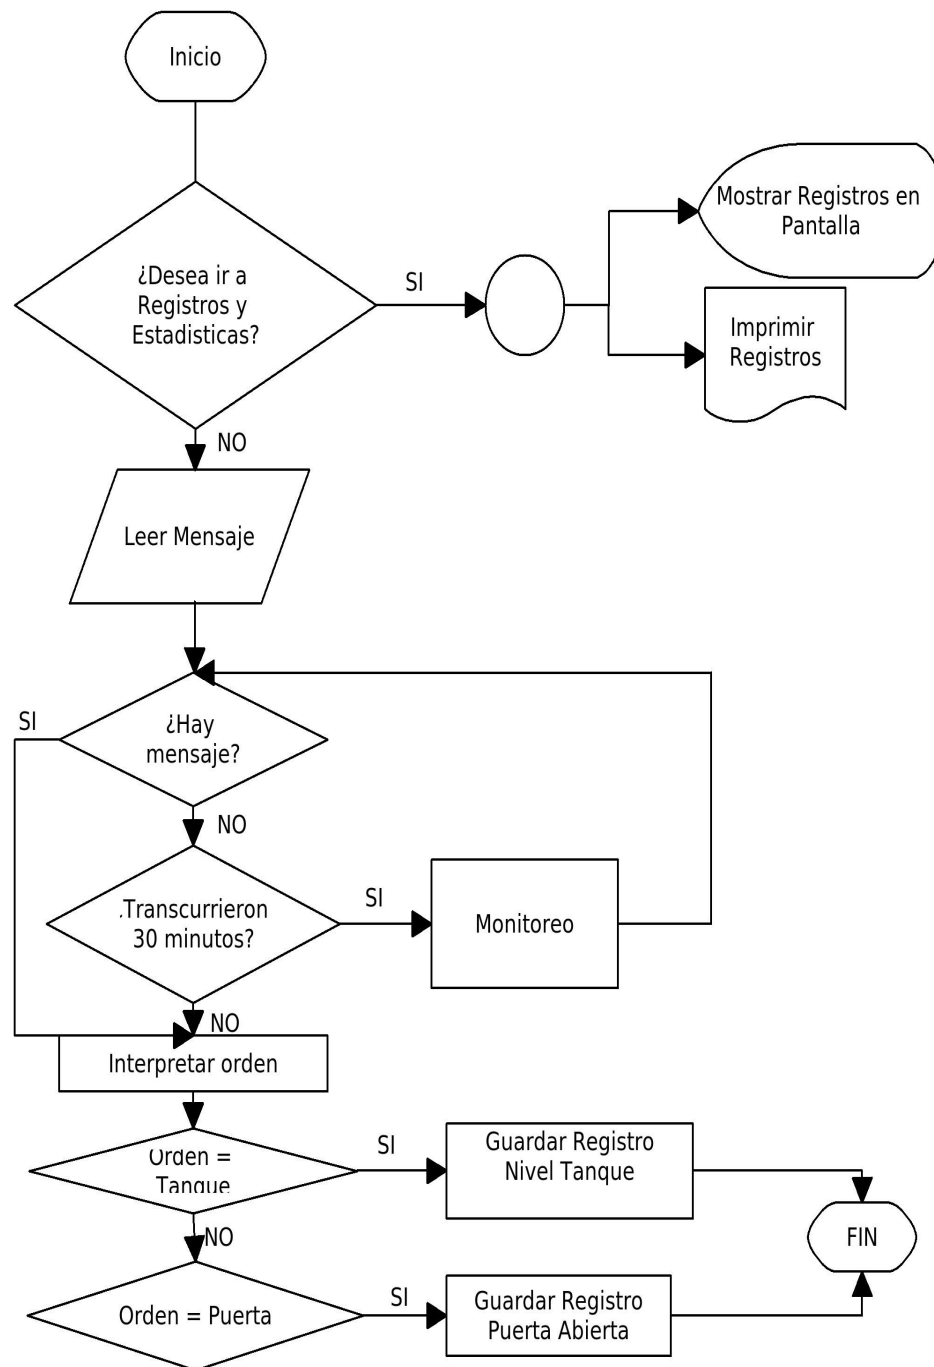 Inicio
Mostrar Registros en
Pantalla
¿Desea ir a
Registros y
Estadisticas?
SI
Imprimir
Registros
NO
Leer Mensaje
SI
¿Hay
mensaje?
NO
¿Transcurrieron
30 minutos?
SI
Monitoreo
NO
Interpretar orden
Orden =
Tanque
SI
Guardar Registro
Nivel Tanque
NO
FIN
Orden = Puerta
SI
Guardar Registro
Puerta Abierta